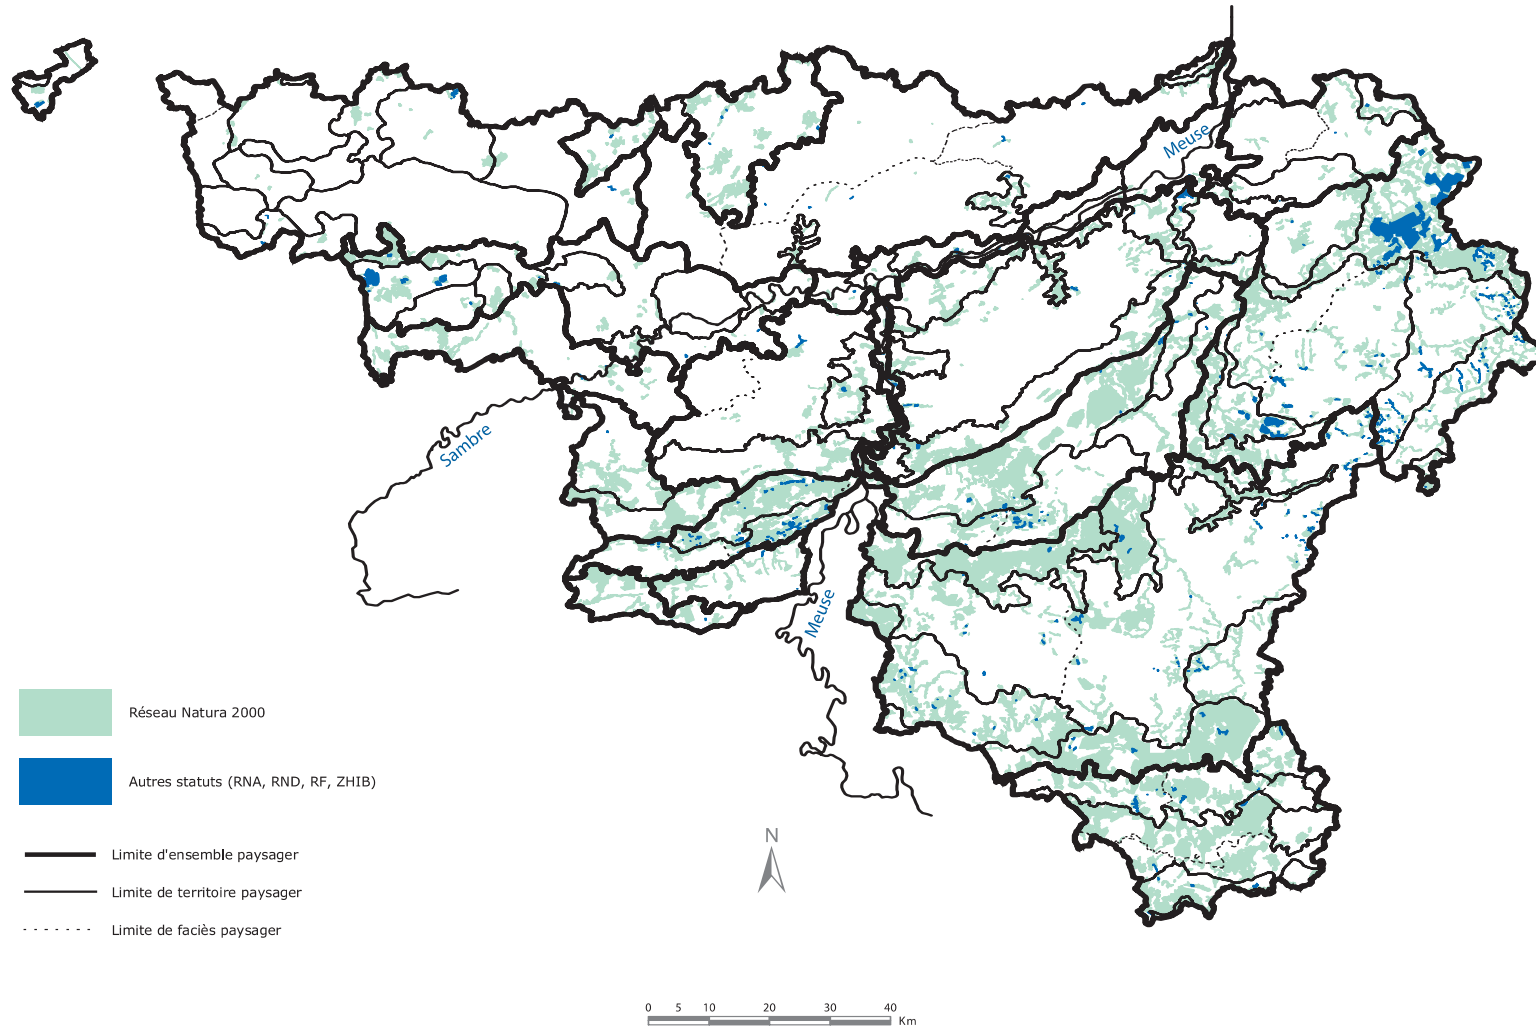 Meuse
Sambre
Meuse
Réseau Natura 2000
Autres statuts (RNA, RND, RF, ZHIB)
Limite d'ensemble paysager
Limite de territoire paysager
Limite de faciès paysager
N
0 5 10 20 30 40
Km